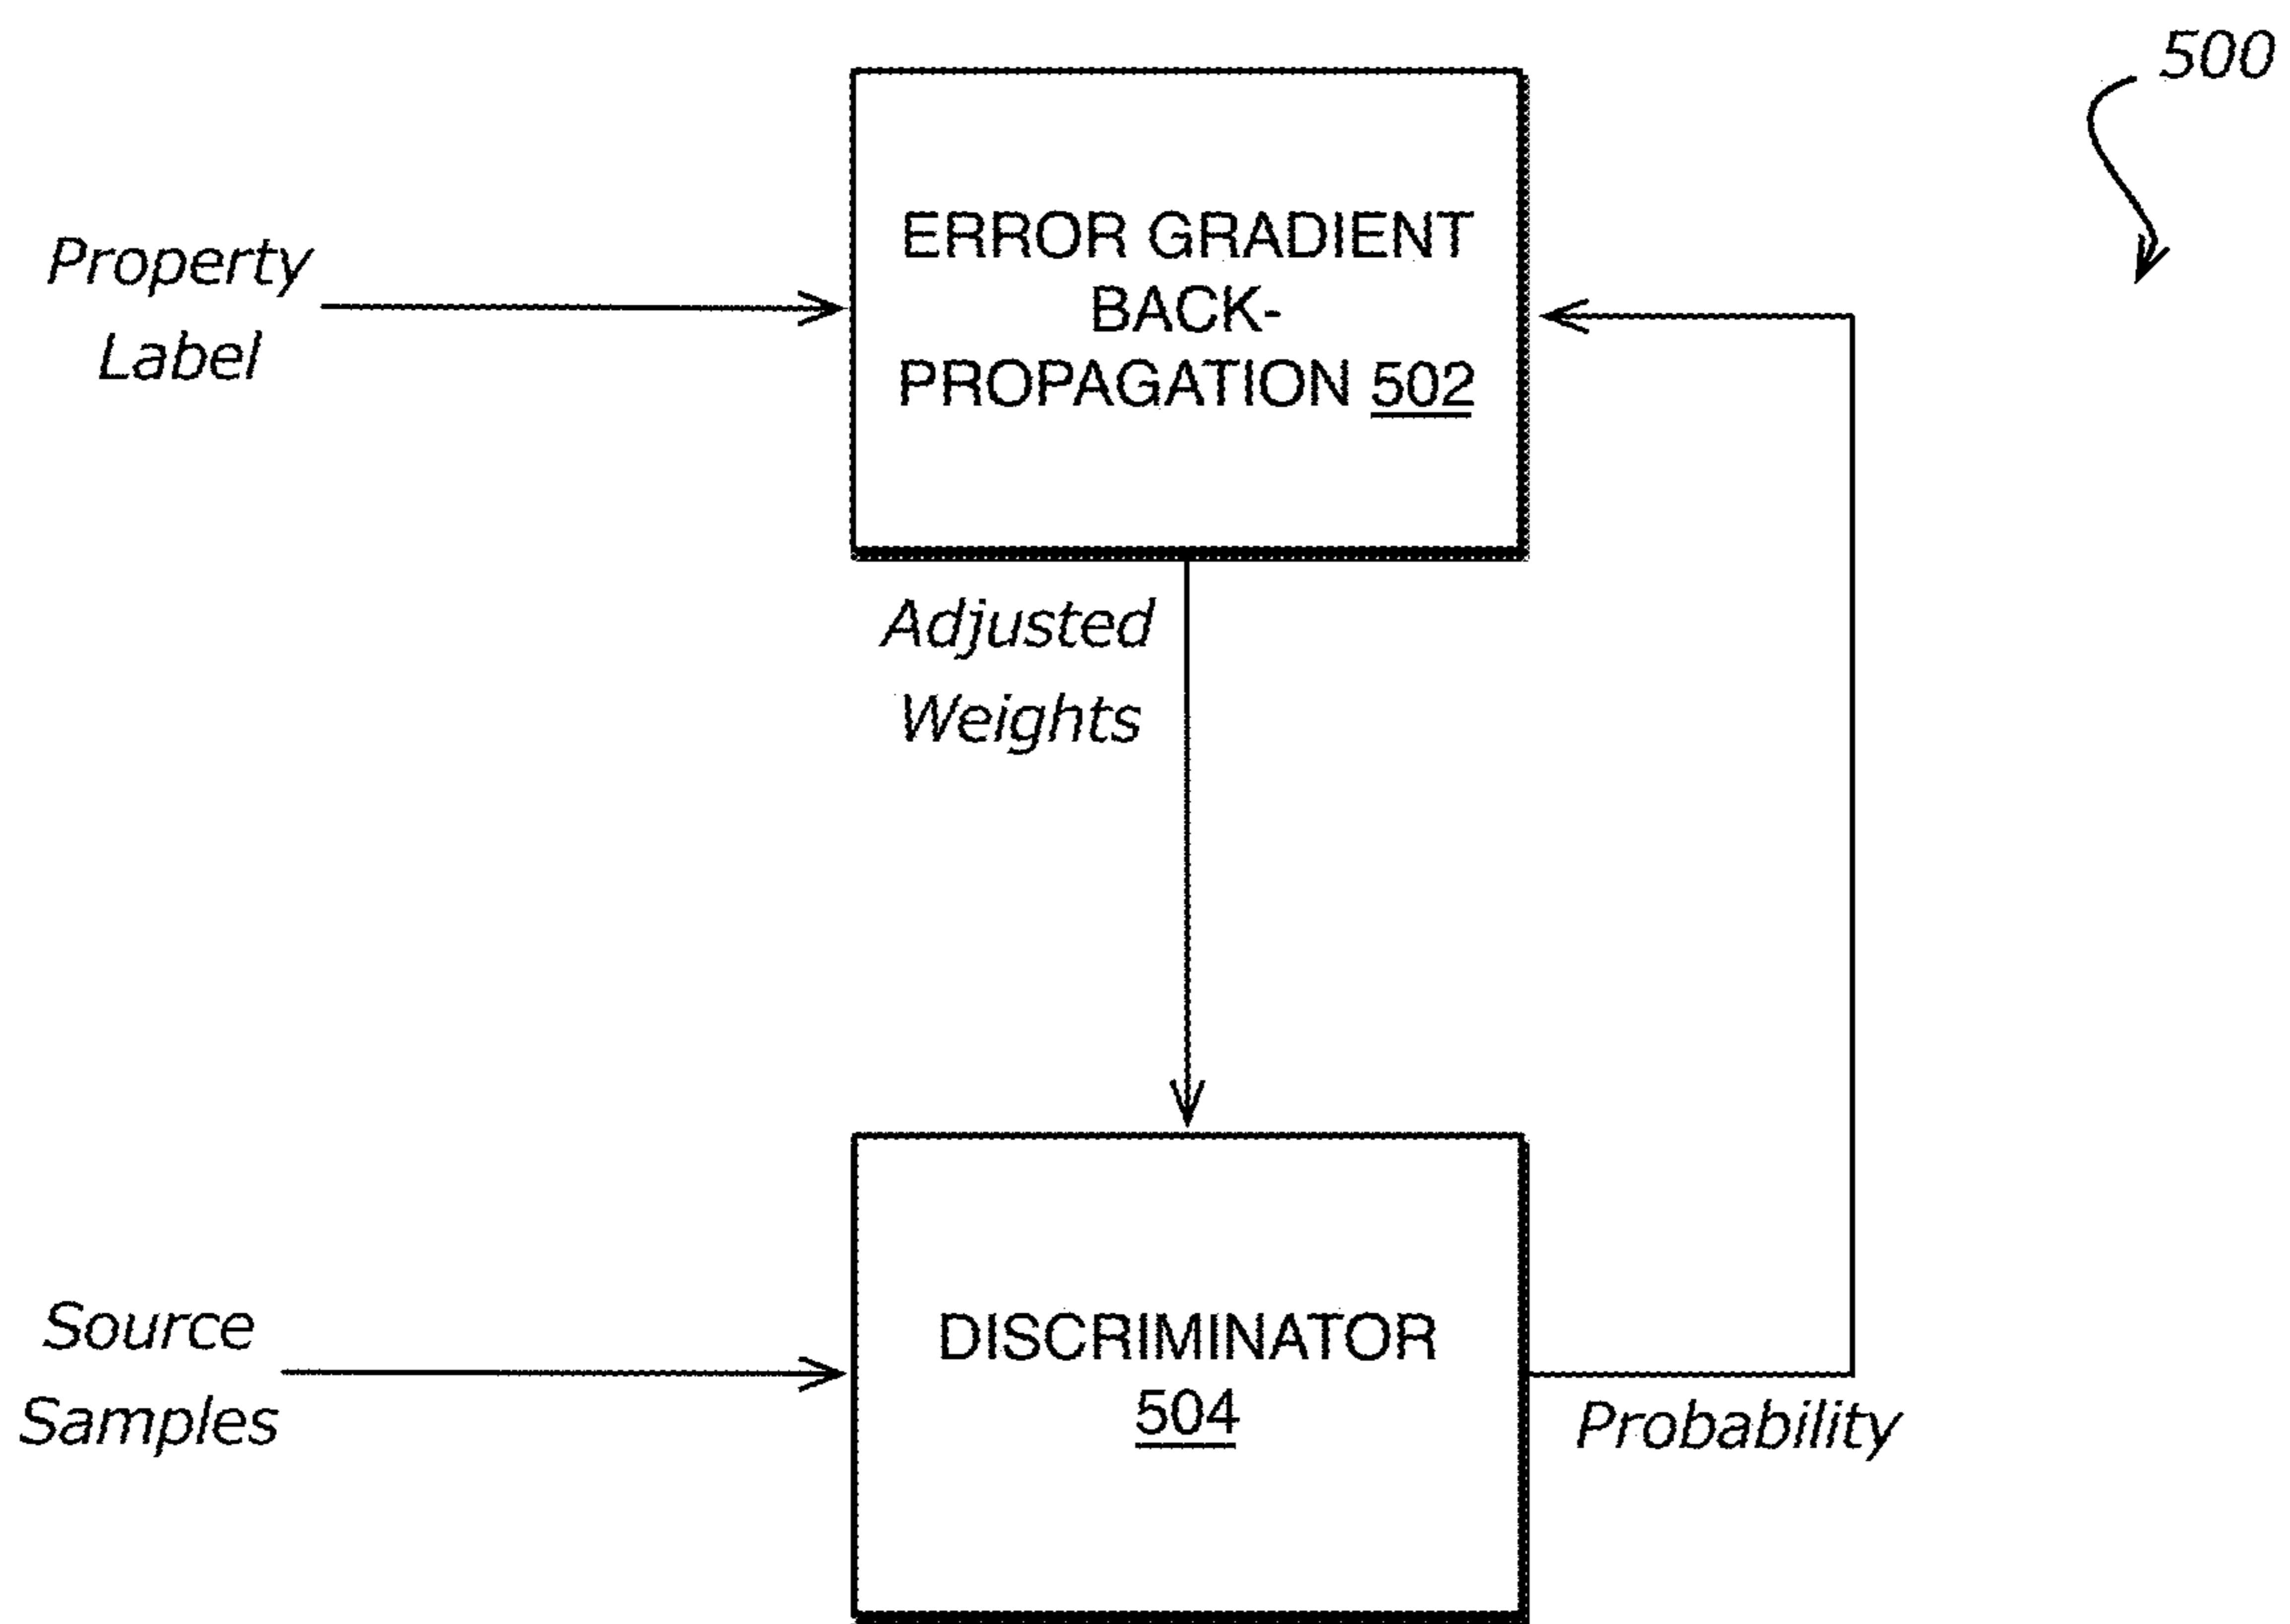 500
ERROR GRADIENT
BACK-
PROPAGATION 502
Property
Label
Adjusted
Weights
DISCRIMINATOR
504
Source
Samples
Probability